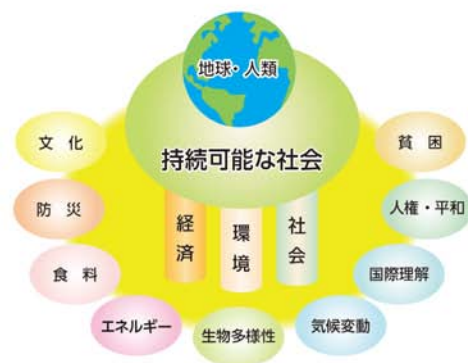 地球・人類
持続可能な社会
経済
環境
社会
文 化
防 災
食 料
エネルギー
生物多様性
気候変動
国際理解
人権・平和
貧 困